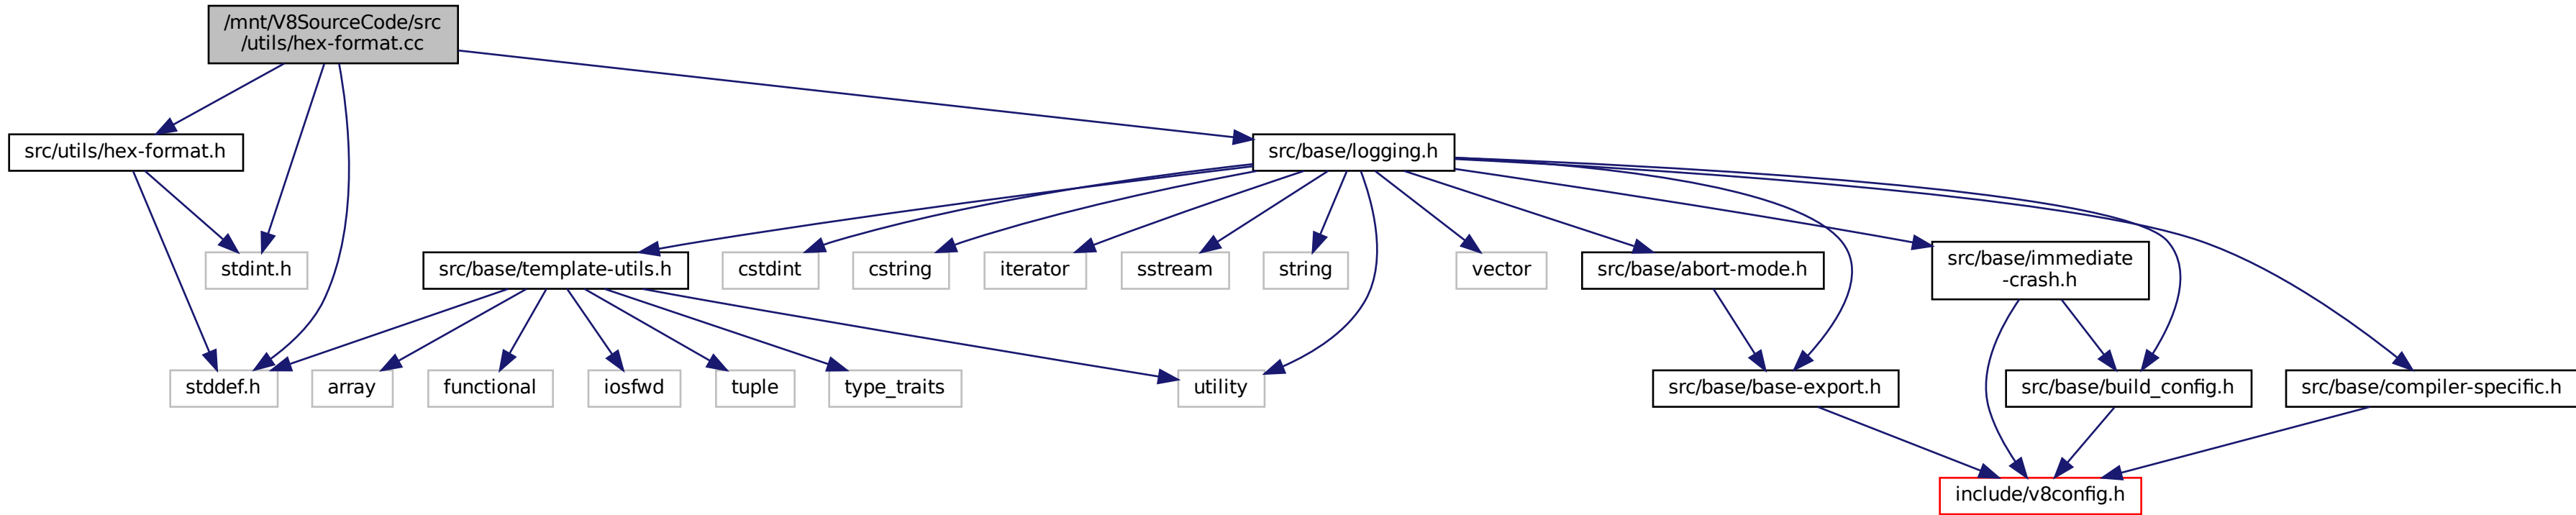 /mnt/V8SourceCode/src
/utils/hex-format.cc
src/utils/hex-format.h
src/base/logging.h
stdint.h
src/base/template-utils.h
cstdint
cstring
iterator
sstream
string
vector
src/base/abort-mode.h
src/base/immediate
-crash.h
stddef.h
array
functional
iosfwd
tuple
type_traits
utility
src/base/base-export.h
src/base/build_config.h
src/base/compiler-specific.h
include/v8config.h